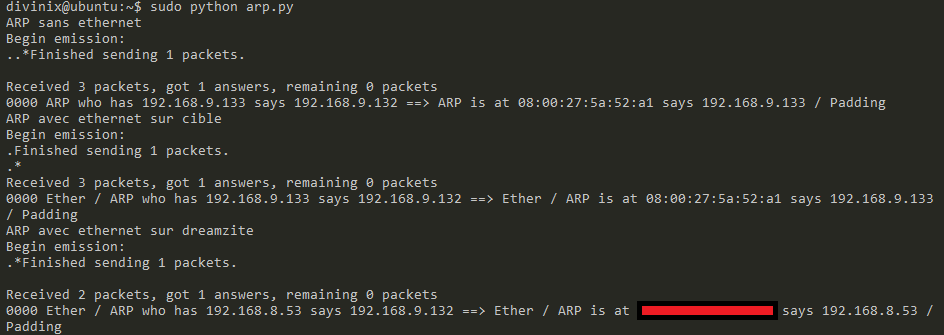 divinix@ubuntu:~$ sudo python arp.py
ARP sans ethernet
Begin emission:
..*Finished sending 1 packets.
Received 3 packets, got 1 answers, remaining 0 packets
0000 ARP who has 192.168.9.133 says 192.168.9.132 ==> ARP is at 08:00:27:5a:52:a1 says 192.168.9.133 / Padding
ARP avec ethernet sur cible
Begin emission:
.Finished sending 1 packets.
.*
Received 3 packets, got 1 answers, remaining 0 packets
0000 Ether / ARP who has 192.168.9.133 says 192.168.9.132 ==> Ether / ARP is at 08:00:27:5a:52:a1 says 192.168.9.133
/ Padding
ARP avec ethernet sur dreamzite
Begin emission:
.*Finished sending 1 packets.
Received 2 packets, got 1 answers, remaining 0 packets
0000 Ether / ARP who has 192.168.8.53 says 192.168.9.132 ==> Ether / ARP is at says 192.168.8.53 /
Padding